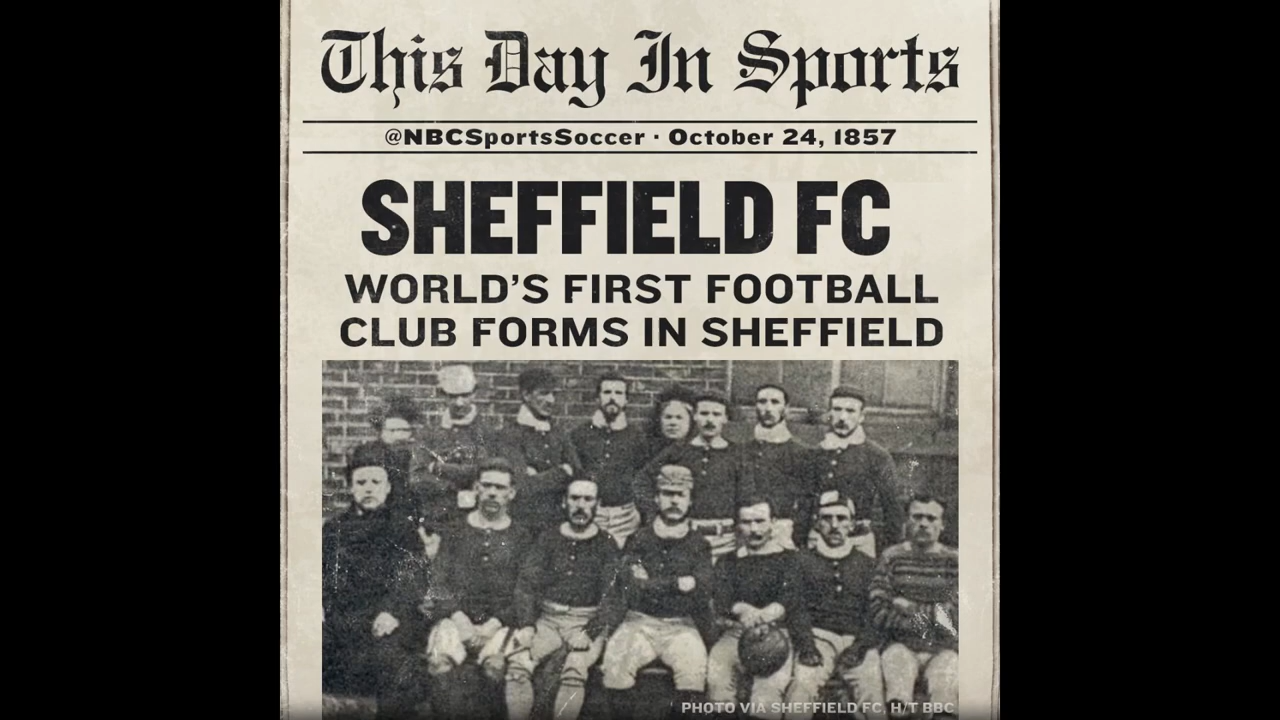 This Day In Sports
@NBCSportsSoccer · October 24, 1857
SHEFFIELD FC
WORLD'S FIRST FOOTBALL
CLUB FORMS IN SHEFFIELD
PHOTO VIA SHEFFIELD FC, H/T BBC